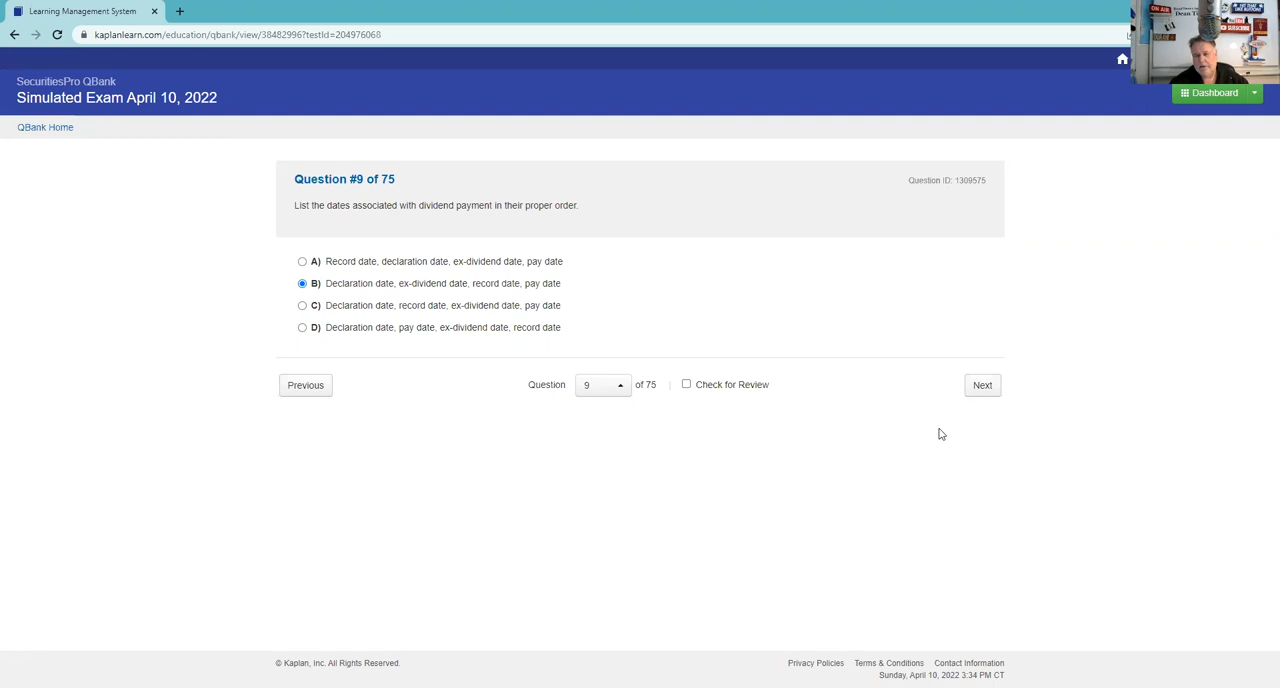 Learning Management System
kaplanlearn.com/education/qbank/view/38482996?testId=204976068
ON AIR
SUBSCRIBE
SecuritiesPro QBank
Simulated Exam April 10, 2022
Dashboard
QBank Home
Question #9 of 75
Question ID: 1309575
List the dates associated with dividend payment in their proper order.
A) Record date, declaration date, ex-dividend date, pay date
B) Declaration date, ex-dividend date, record date, pay date
C) Declaration date, record date, ex-dividend date, pay date
D) Declaration date, pay date, ex-dividend date, record date
Previous
Question 9 of 75 | Check for Review
Next
© Kaplan, Inc. All Rights Reserved.
Privacy Policies Terms & Conditions Contact Information
Sunday, April 10, 2022 3:34 PM CT